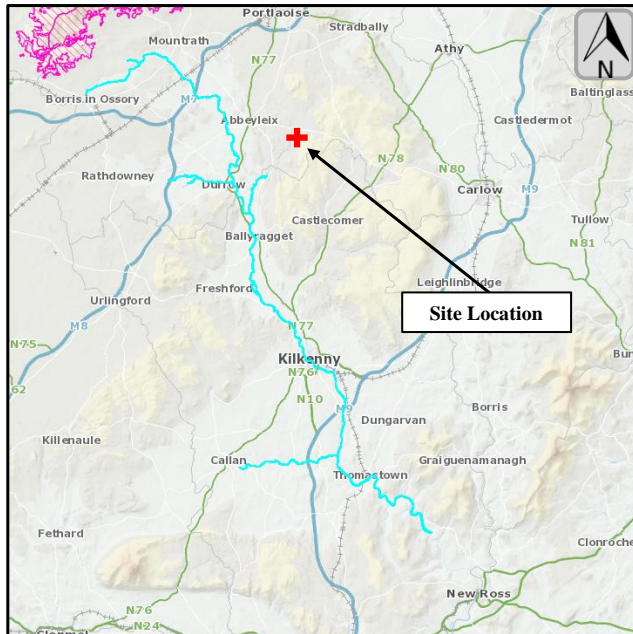 Portlaoise
Stradbally
Mountrath
N77
Athy
N
Baltinglass
Borris in Ossory
M7
Abbeyleix
Castledermot
N78
N80
M9
Rathdowney
Durrow
Carlow
Castlecomer
Tullow
Ballyragget
N81
Leighlinbridge
Freshford
Urlingford
Site Location
M8
N77
N75
Kilkenny
N76
62
N10
M9
Borris
Dungarvan
Killenaule
Callan
Graiguenamanagh
Thomastown
Fethard
Clonroche
New Ross
N76
N24